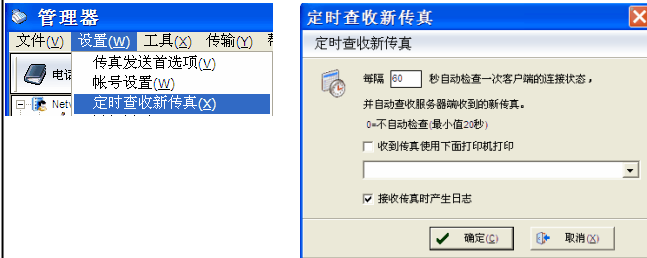 管理器
文件(V) 设置(W) 工具(X) 传输(Y)
电话
传真发送首选项(V)
帐号设置(W)
Netw
定时查收新传真(X)
定时查收新传真
定时查收新传真
每隔 60 秒自动检查一次客户端的连接状态，
并自动查收服务器端收到的新传真。
0=不自动检查(最小值20秒)
收到传真使用下面打印机打印
接收传真时产生日志
确定(C) 取消(X)